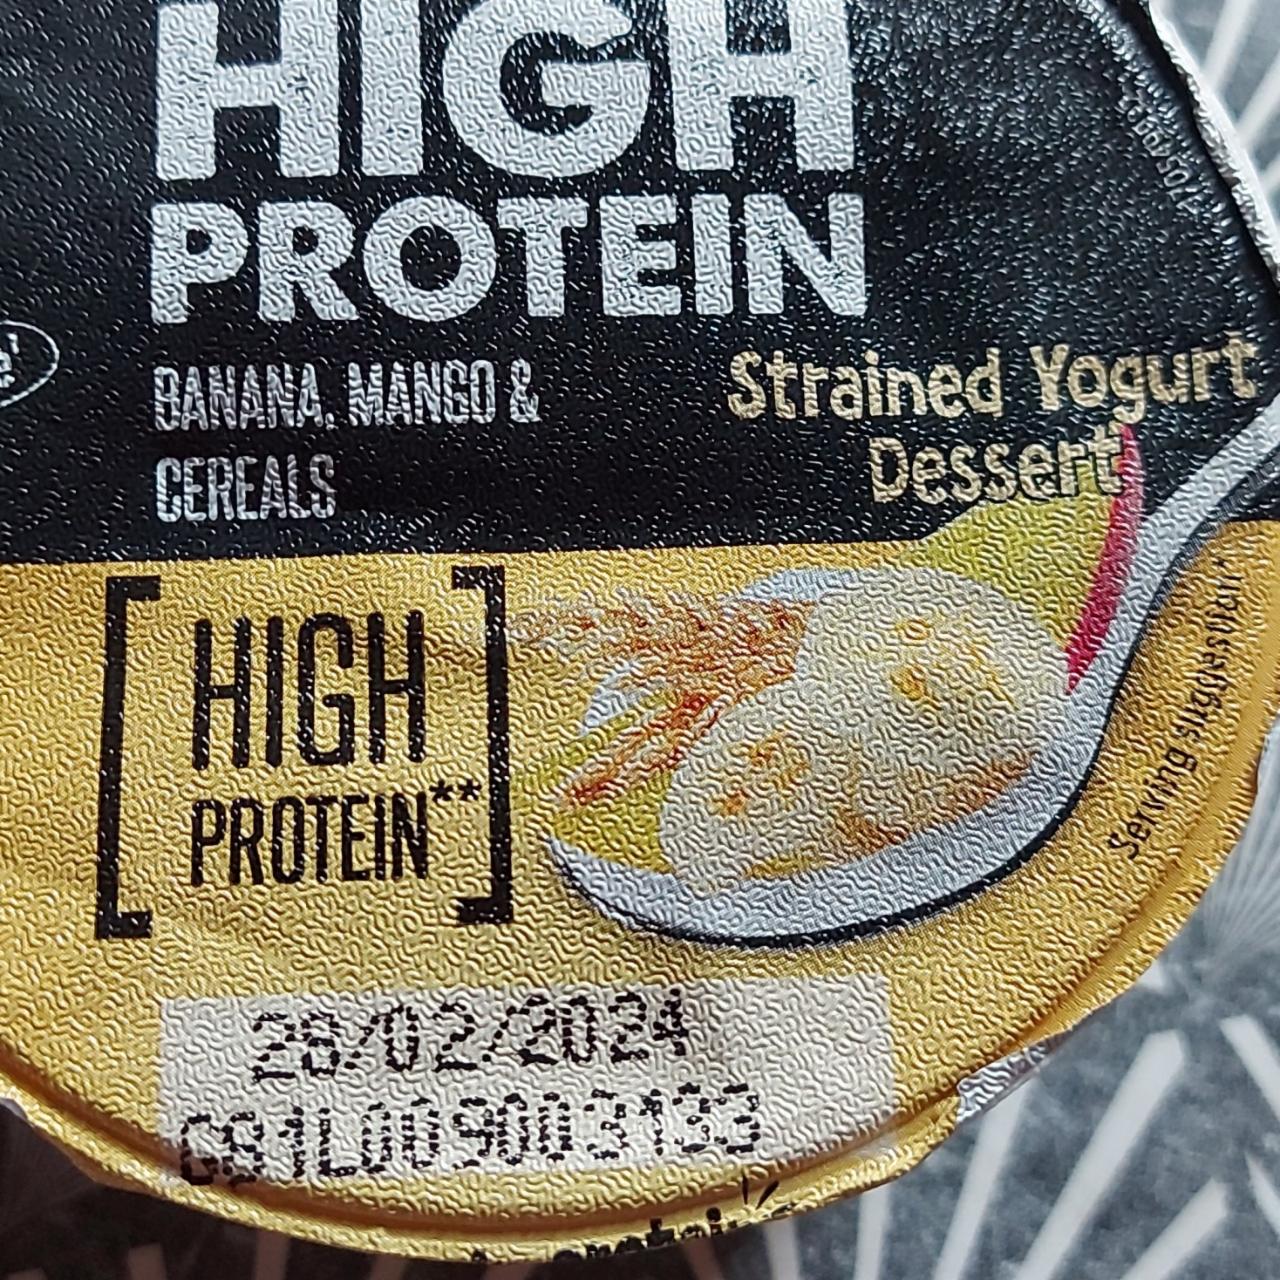 HIGH
PROTEIN
BANANA, MANGO &
CEREALS
Strained Yogurt
Dessert
HIGH
PROTEIN**
Serving suggestion*
28/02/2024